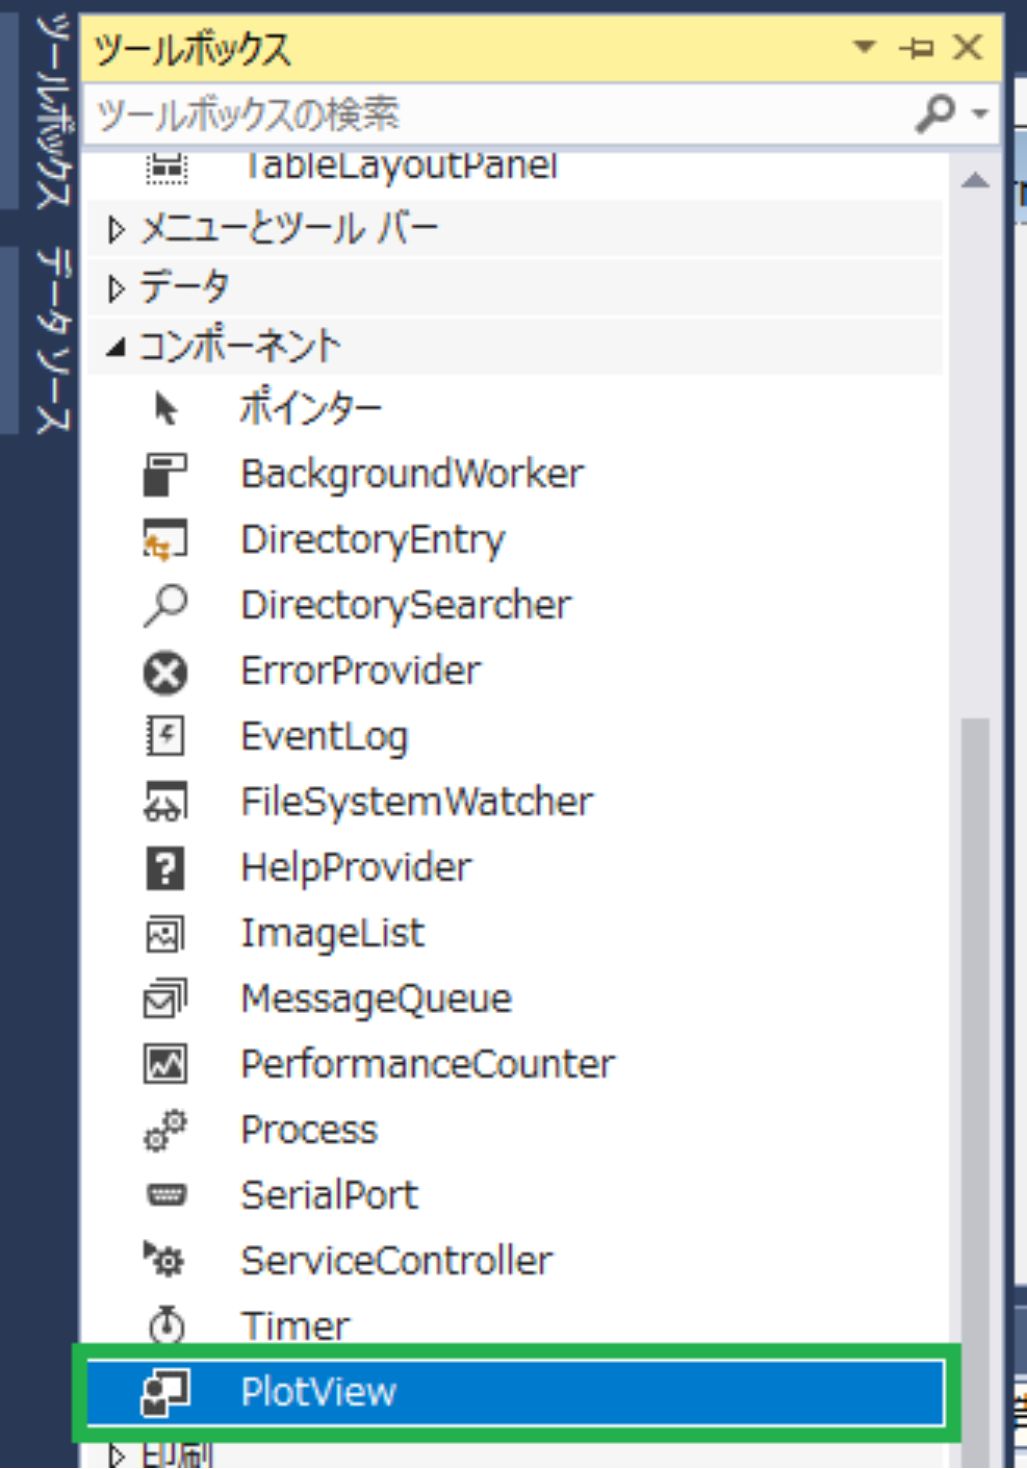 ツールボックス
データ ソース
ツールボックス
ツールボックスの検索
TableLayoutPanel
メニューとツール バー
データ
コンポーネント
ポインター
BackgroundWorker
DirectoryEntry
DirectorySearcher
ErrorProvider
EventLog
FileSystemWatcher
HelpProvider
ImageList
MessageQueue
PerformanceCounter
Process
SerialPort
ServiceController
Timer
PlotView
印刷